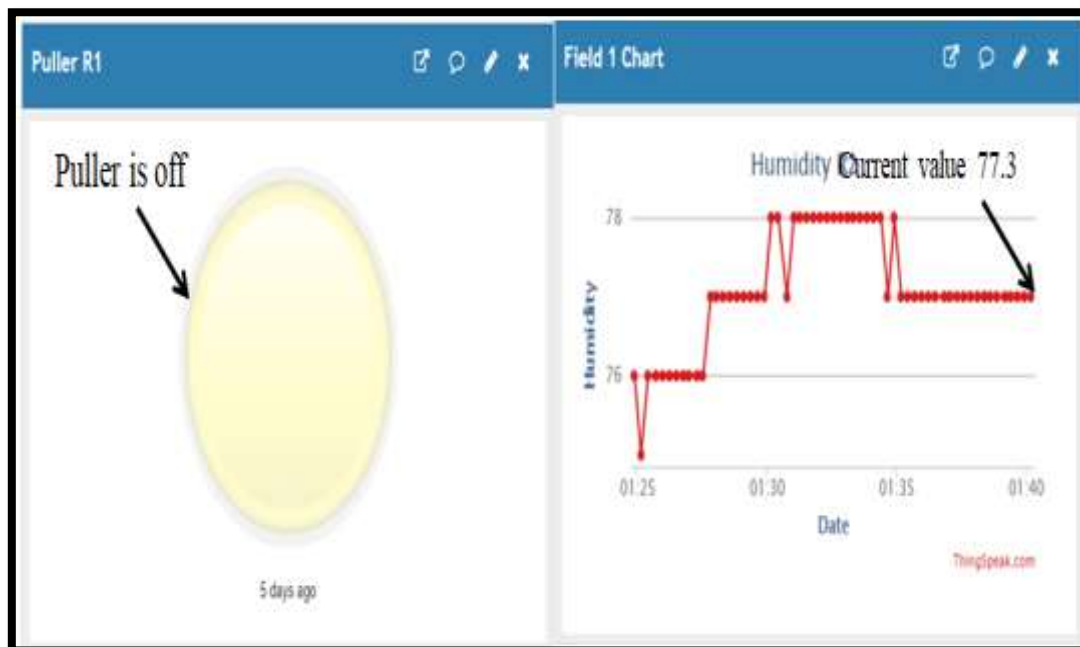 Puller R1
Puller is off
5 days ago
Field 1 Chart
Humidity
Current value 77.3
78
76
Humidity
01:25 01:30 01:35 01:40
Date
ThingSpeak.com